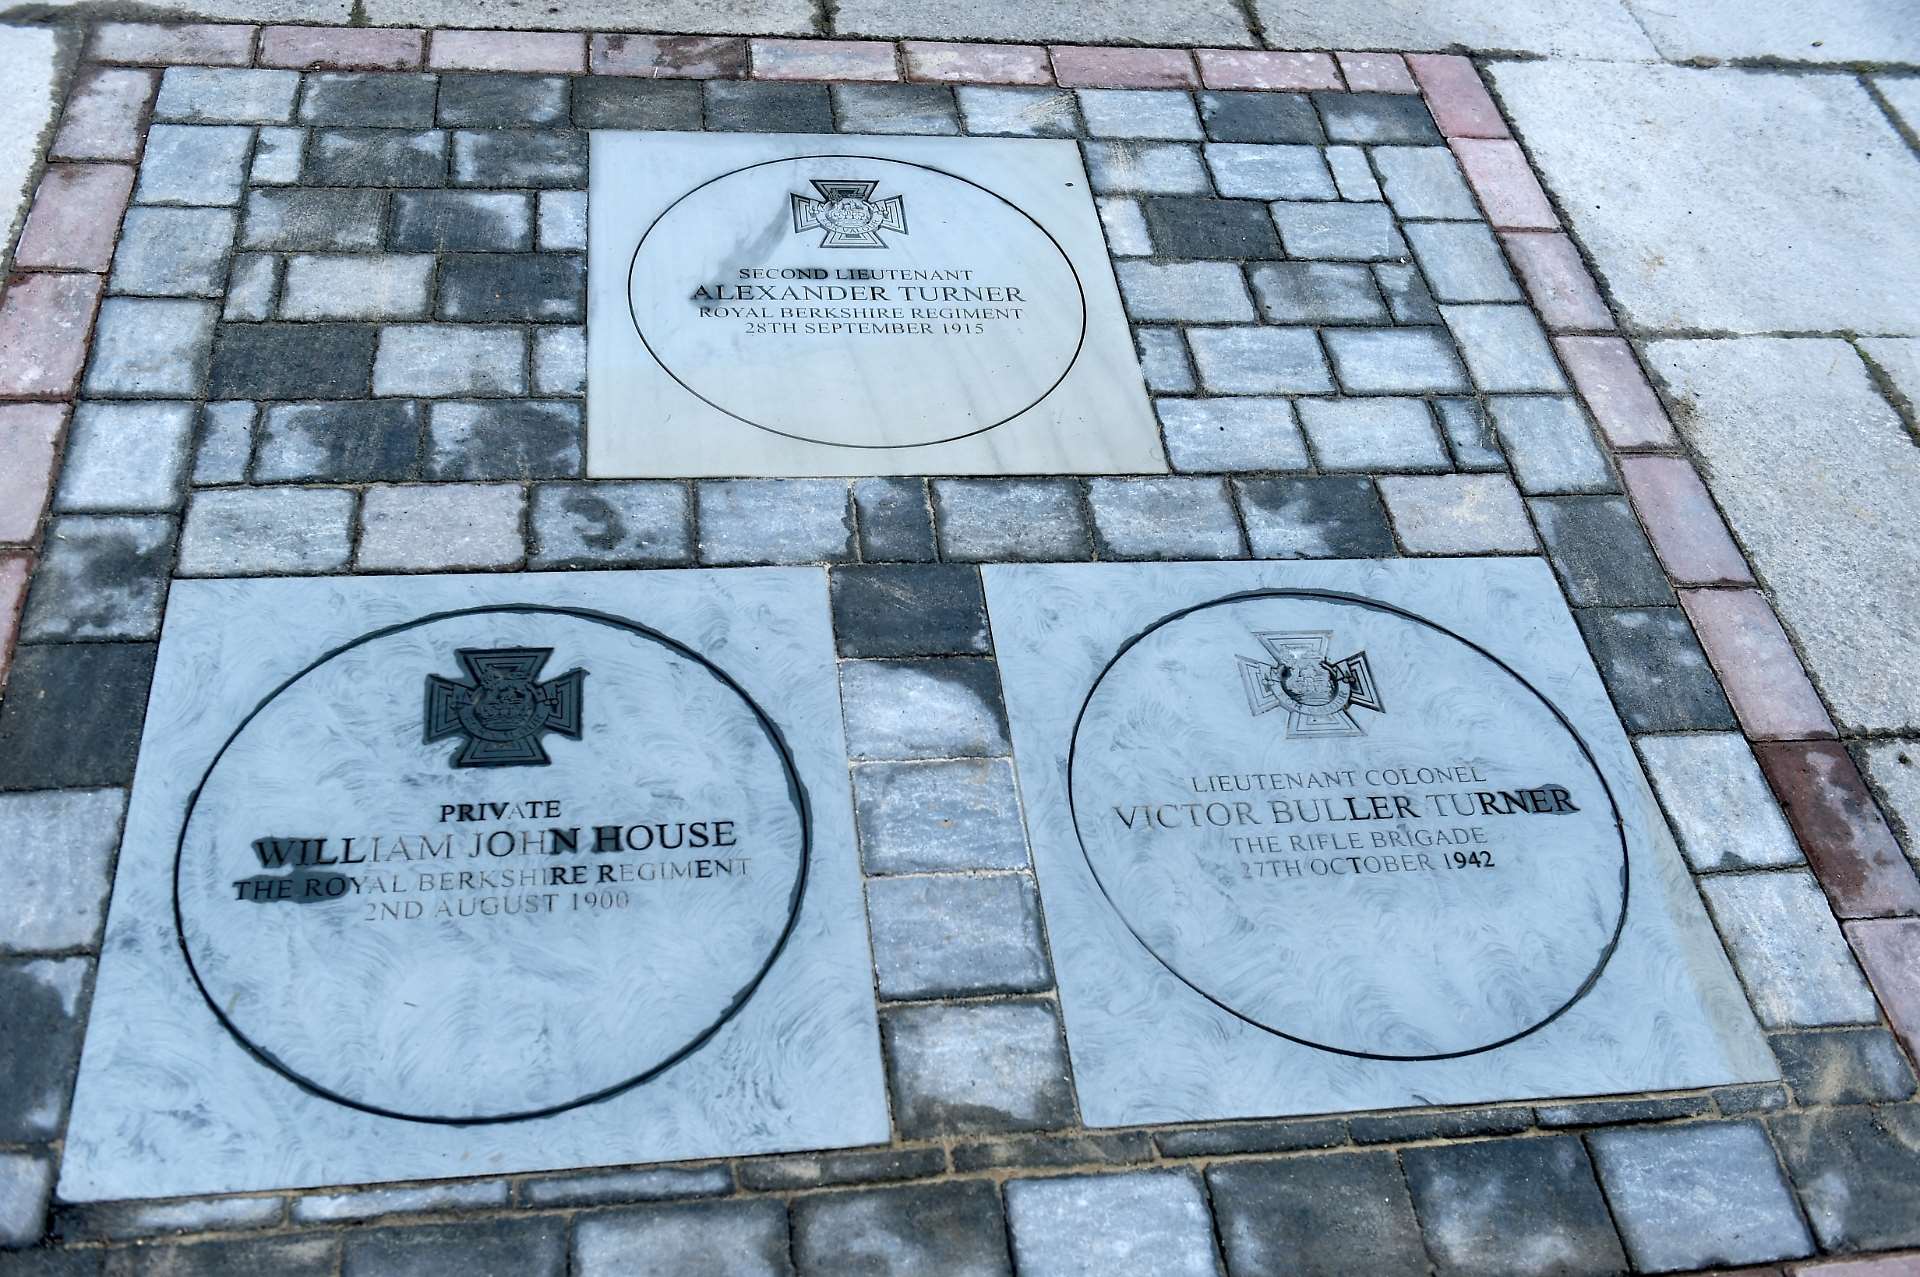 SECOND LIEUTENANT
ALEXANDER TURNER
ROYAL BERKSHIRE REGIMENT
28TH SEPTEMBER 1915
PRIVATE
WILLIAM JOHN HOUSE
THE ROYAL BERKSHIRE REGIMENT
2ND AUGUST 1900
LIEUTENANT COLONEL
VICTOR BULLER TURNER
THE RIFLE BRIGADE
27TH OCTOBER 1942